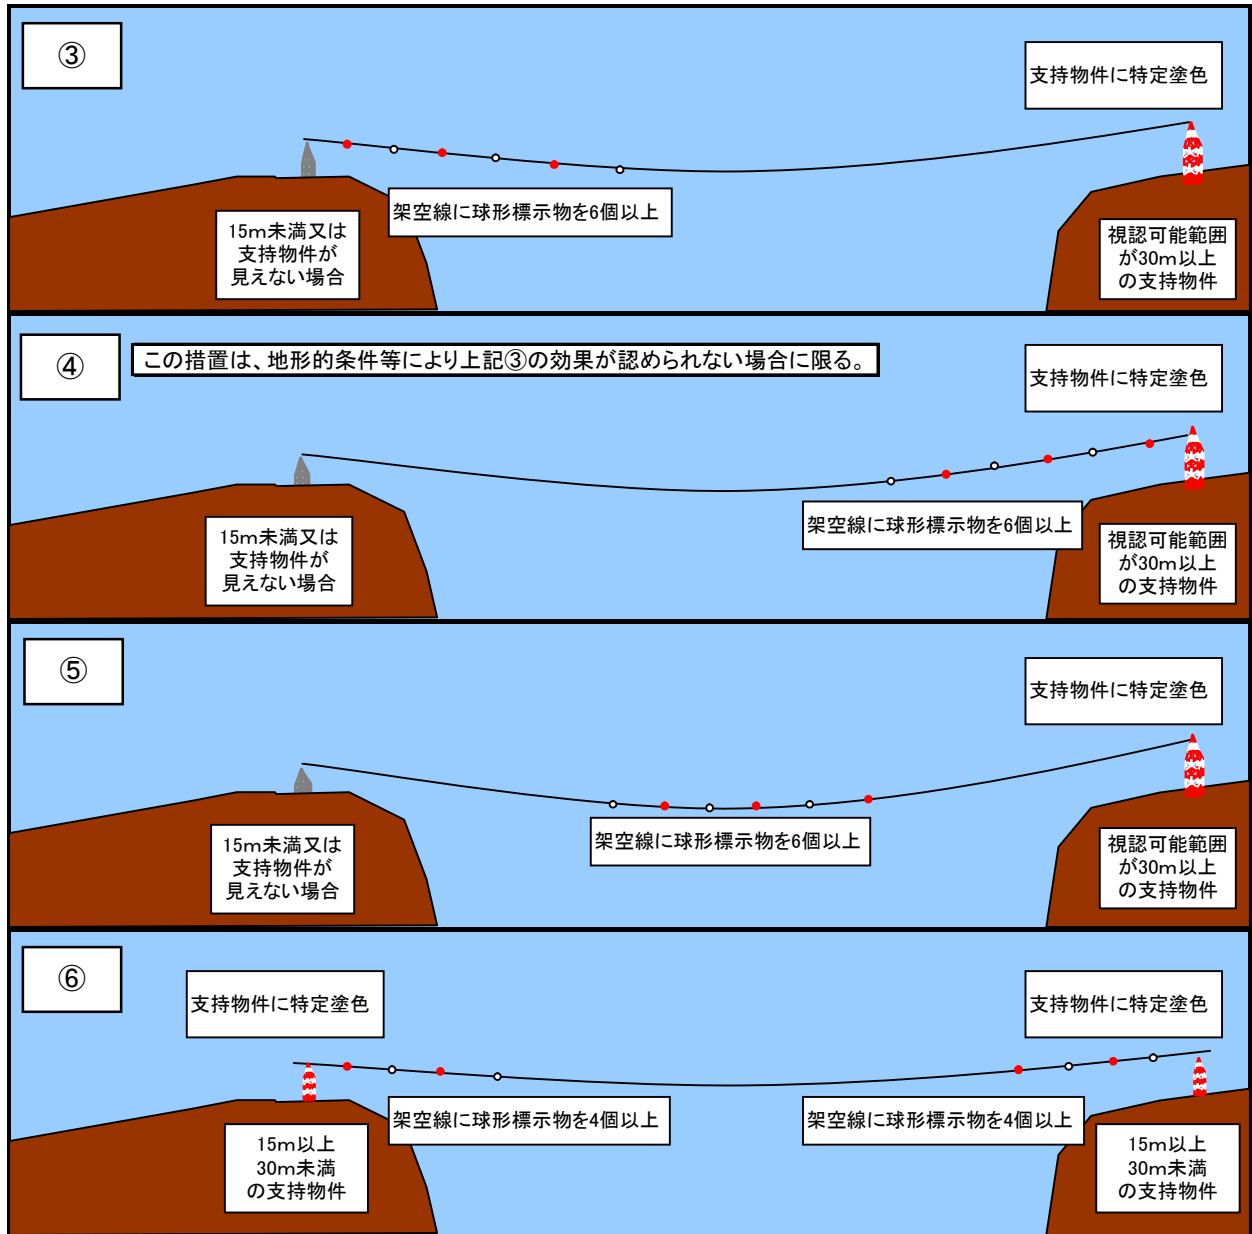 ③
支持物件に特定塗色
架空線に球形標示物を6個以上
15m未満又は
支持物件が
見えない場合
視認可能範囲
が30m以上
の支持物件
④
この措置は、地形的条件等により上記③の効果が認められない場合に限る。
支持物件に特定塗色
架空線に球形標示物を6個以上
15m未満又は
支持物件が
見えない場合
視認可能範囲
が30m以上
の支持物件
⑤
支持物件に特定塗色
架空線に球形標示物を6個以上
15m未満又は
支持物件が
見えない場合
視認可能範囲
が30m以上
の支持物件
⑥
支持物件に特定塗色
支持物件に特定塗色
架空線に球形標示物を4個以上
架空線に球形標示物を4個以上
15m以上
30m未満
の支持物件
15m以上
30m未満
の支持物件